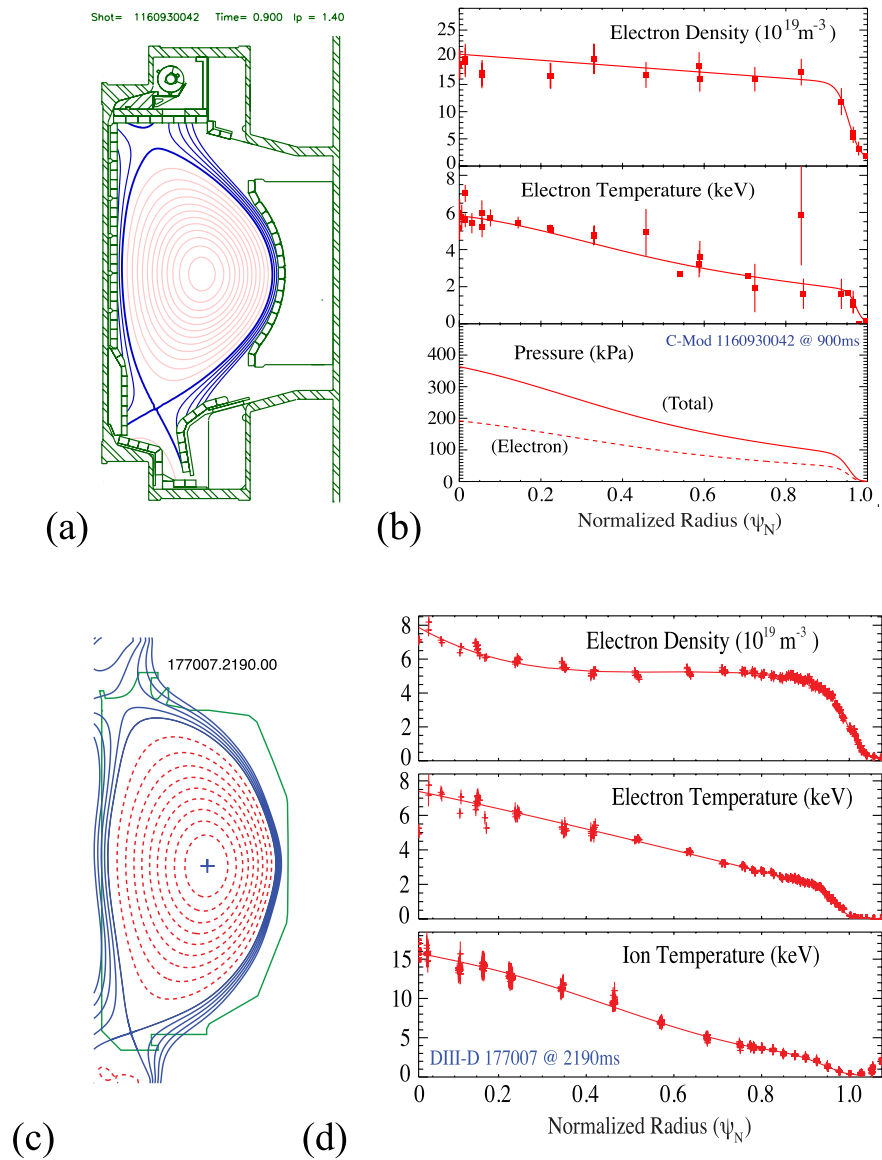 Shot= 1160930042 Time= 0.900 Ip = 1.40
(a)
Electron Density (10^19 m^-3)
25
20
15
10
5
0
Electron Temperature (keV)
8
6
4
2
0
C-Mod 1160930042 @ 900ms
Pressure (kPa)
400
300
200
100
0
(Total)
(Electron)
0 0.2 0.4 0.6 0.8 1.0
Normalized Radius (ψN)
(b)
177007.2190.00
(c)
Electron Density (10^19 m^-3)
8
6
4
2
0
Electron Temperature (keV)
8
6
4
2
0
Ion Temperature (keV)
15
10
5
0
DIII-D 177007 @ 2190ms
0 0.2 0.4 0.6 0.8 1.0
Normalized Radius (ψN)
(d)